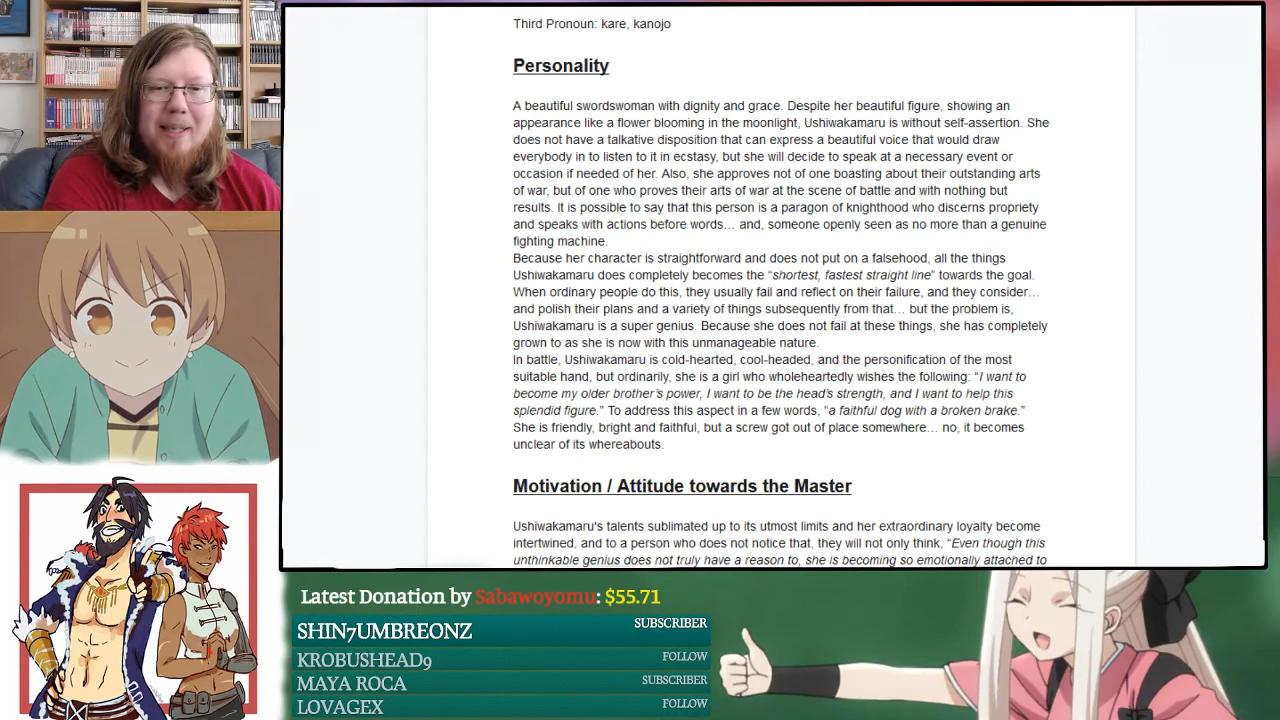 Third Pronoun: kare, kanojo
Personality
A beautiful swordswoman with dignity and grace. Despite her beautiful figure, showing an
appearance like a flower blooming in the moonlight, Ushiwakamaru is without self-assertion. She
does not have a talkative disposition that can express a beautiful voice that would draw
everybody in to listen to it in ecstasy, but she will decide to speak at a necessary event or
occasion if needed of her. Also, she approves not of one boasting about their outstanding arts
of war, but of one who proves their arts of war at the scene of battle and with nothing but
results. It is possible to say that this person is a paragon of knighthood who discerns propriety
and speaks with actions before words… and, someone openly seen as no more than a genuine
fighting machine.
Because her character is straightforward and does not put on a falsehood, all the things
Ushiwakamaru does completely becomes the “shortest, fastest straight line” towards the goal.
When ordinary people do this, they usually fail and reflect on their failure, and they consider…
and polish their plans and a variety of things subsequently from that… but the problem is,
Ushiwakamaru is a super genius. Because she does not fail at these things, she has completely
grown to as she is now with this unmanageable nature.
In battle, Ushiwakamaru is cold-hearted, cool-headed, and the personification of the most
suitable hand, but ordinarily, she is a girl who wholeheartedly wishes the following: “I want to
become my older brother’s power, I want to be the head’s strength, and I want to help this
splendid figure.” To address this aspect in a few words, “a faithful dog with a broken brake.”
She is friendly, bright and faithful, but a screw got out of place somewhere… no, it becomes
unclear of its whereabouts.
Motivation / Attitude towards the Master
Ushiwakamaru's talents sublimated up to its utmost limits and her extraordinary loyalty become
intertwined, and to a person who does not notice that, they will not only think, “Even though this
unthinkable genius does not truly have a reason to, she is becoming so emotionally attached to
Latest Donation by Sabawoyomu: $55.71
SHIN7UMBREONZ SUBSCRIBER
KROBUSHEAD9 FOLLOW
MAYA ROCA SUBSCRIBER
LOVAGEX FOLLOW